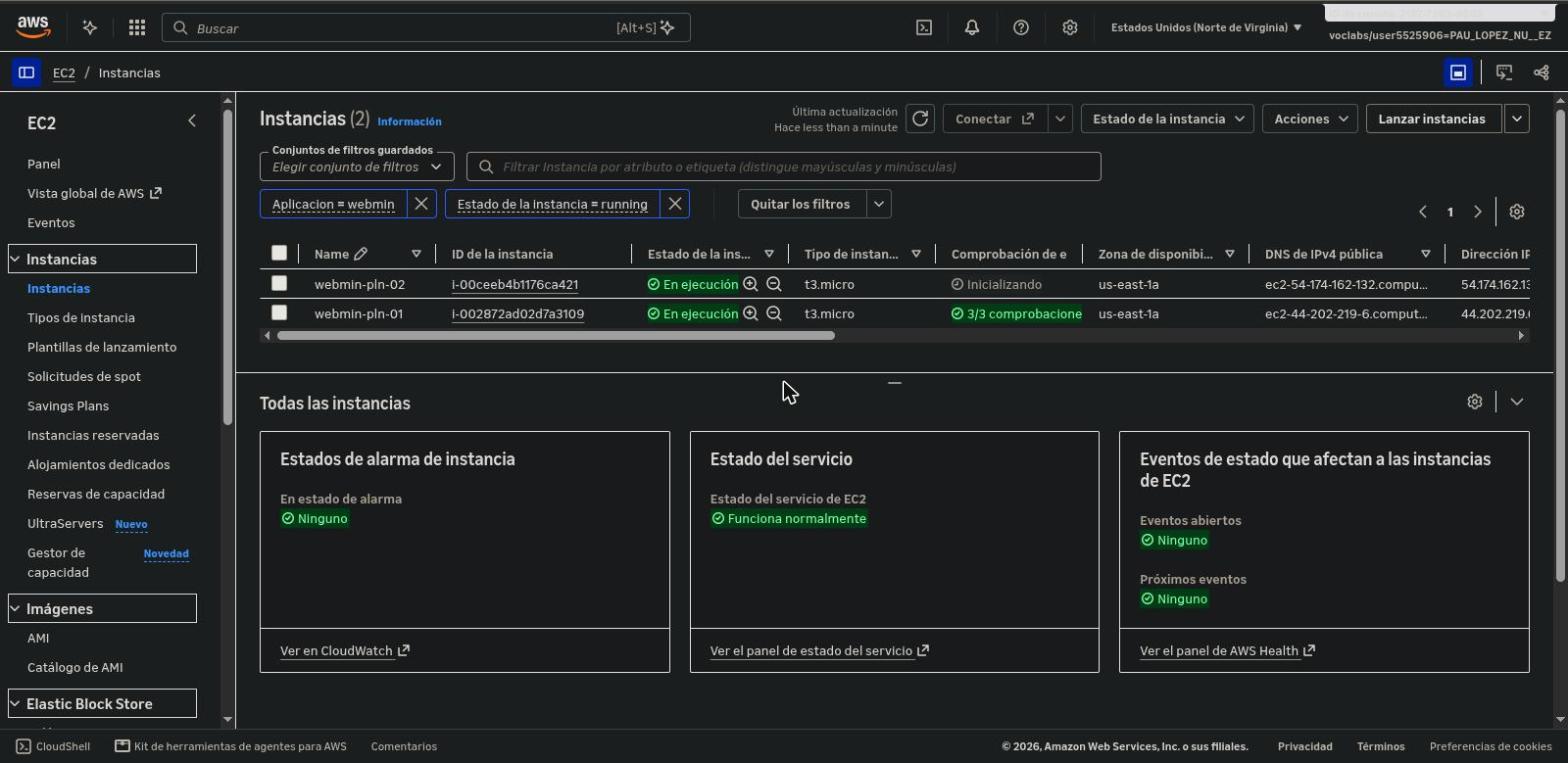 aws
Buscar
[Alt+S]
Estados Unidos (Norte de Virginia)
voclabs/user5525906=PAU_LOPEZ_NU__EZ
EC2 / Instancias
EC2
Panel
Vista global de AWS
Eventos
Instancias
Instancias
Tipos de instancia
Plantillas de lanzamiento
Solicitudes de spot
Savings Plans
Instancias reservadas
Alojamientos dedicados
Reservas de capacidad
UltraServers Nuevo
Gestor de capacidad Novedad
Imágenes
AMI
Catálogo de AMI
Elastic Block Store
Instancias (2) Información
Última actualización
Hace less than a minute
Conectar
Estado de la instancia
Acciones
Lanzar instancias
Conjuntos de filtros guardados
Elegir conjunto de filtros
Filtrar Instancia por atributo o etiqueta (distingue mayúsculas y minúsculas)
Aplicacion = webmin
Estado de la instancia = running
Quitar los filtros
1
Name ID de la instancia Estado de la ins... Tipo de instan... Comprobación de e Zona de disponibi... DNS de IPv4 pública Dirección IP
webmin-pln-02 i-00ceeb4b1176ca421 En ejecución t3.micro Inicializando us-east-1a ec2-54-174-162-132.compu... 54.174.162.13
webmin-pln-01 i-002872ad02d7a3109 En ejecución t3.micro 3/3 comprobacione us-east-1a ec2-44-202-219-6.comput... 44.202.219.
Todas las instancias
Estados de alarma de instancia
En estado de alarma
Ninguno
Ver en CloudWatch
Estado del servicio
Estado del servicio de EC2
Funciona normalmente
Ver el panel de estado del servicio
Eventos de estado que afectan a las instancias
de EC2
Eventos abiertos
Ninguno
Próximos eventos
Ninguno
Ver el panel de AWS Health
CloudShell
Kit de herramientas de agentes para AWS
Comentarios
© 2026, Amazon Web Services, Inc. o sus filiales.
Privacidad
Términos
Preferencias de cookies